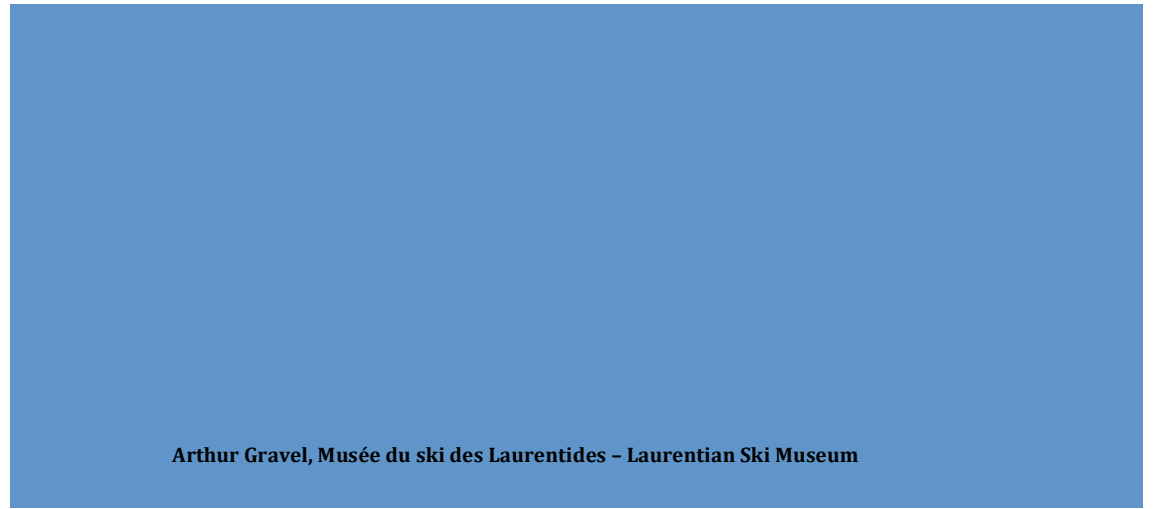 Arthur Gravel, Musée du ski des Laurentides – Laurentian Ski Museum